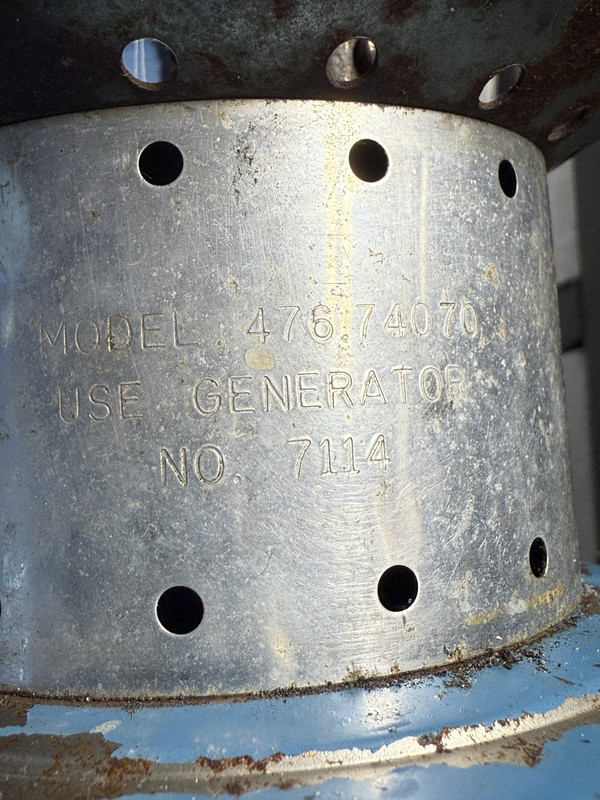 MODEL 476.74070
USE GENERATOR
NO. 7114